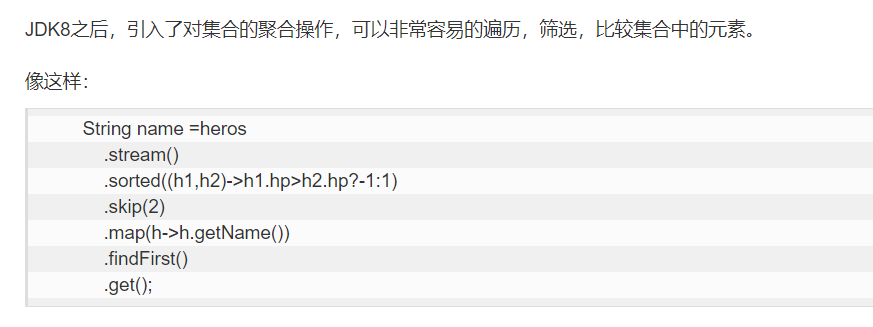 JDK8之后，引入了对集合的聚合操作，可以非常容易的遍历，筛选，比较集合中的元素。
像这样：
String name =heros
.stream()
.sorted((h1,h2)->h1.hp>h2.hp?-1:1)
.skip(2)
.map(h->h.getName())
.findFirst()
.get();